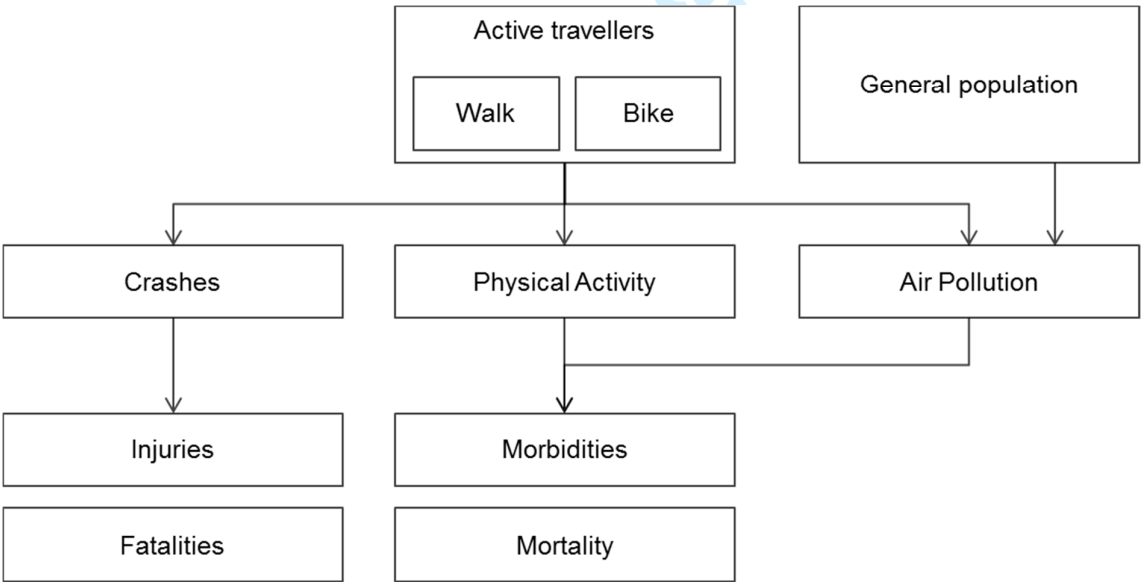 Active travellers
General population
Walk
Bike
Crashes
Physical Activity
Air Pollution
Injuries
Morbidities
Fatalities
Mortality